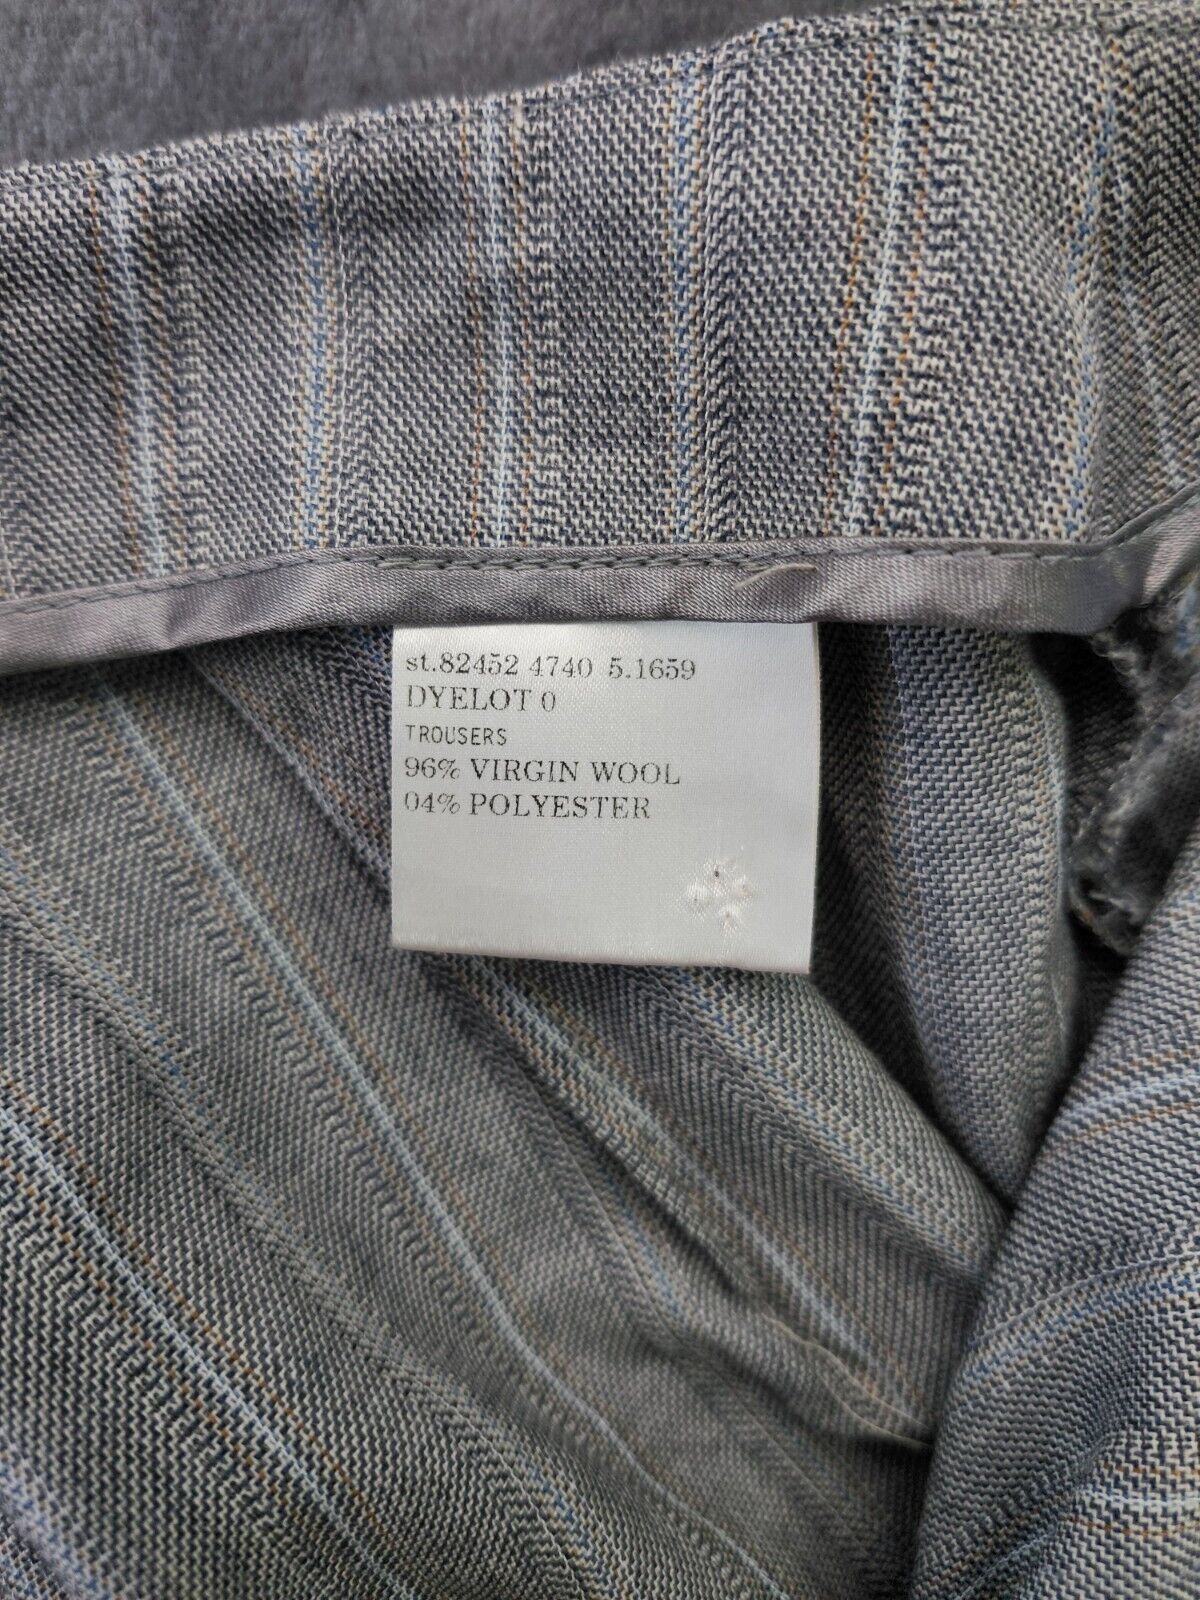 st.82452 4740 5.1659
DYELOT 0
TROUSERS
96% VIRGIN WOOL
04% POLYESTER